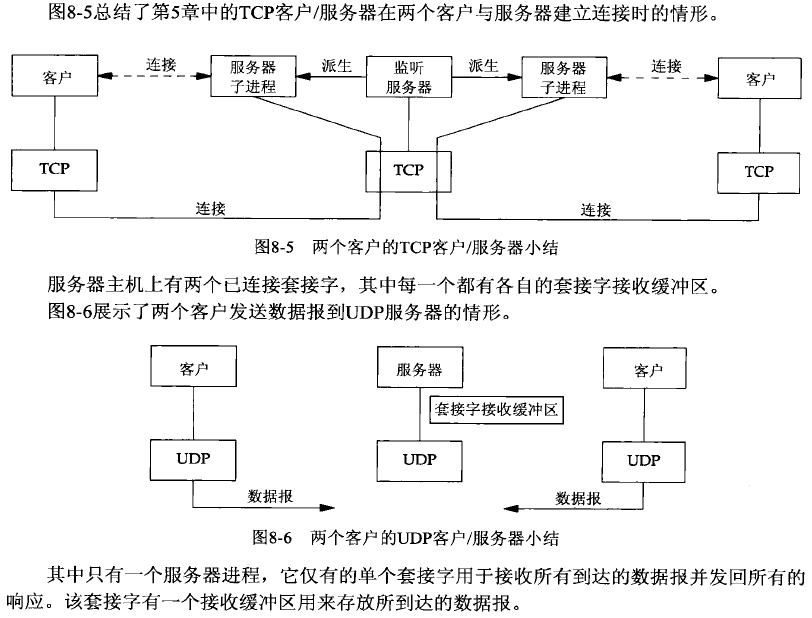 图8-5总结了第5章中的TCP客户/服务器在两个客户与服务器建立连接时的情形。
客户
连接
服务器
子进程
派生
监听
服务器
派生
服务器
子进程
连接
客户
TCP
TCP
TCP
连接
连接
图8-5 两个客户的TCP客户/服务器小结
服务器主机上有两个已连接套接字，其中每一个都有各自的套接字接收缓冲区。
图8-6展示了两个客户发送数据报到UDP服务器的情形。
客户
服务器
客户
套接字接收缓冲区
UDP
UDP
UDP
数据报
数据报
图8-6 两个客户的UDP客户/服务器小结
其中只有一个服务器进程，它仅有的单个套接字用于接收所有到达的数据报并发回所有的
响应。该套接字有一个接收缓冲区用来存放所到达的数据报。